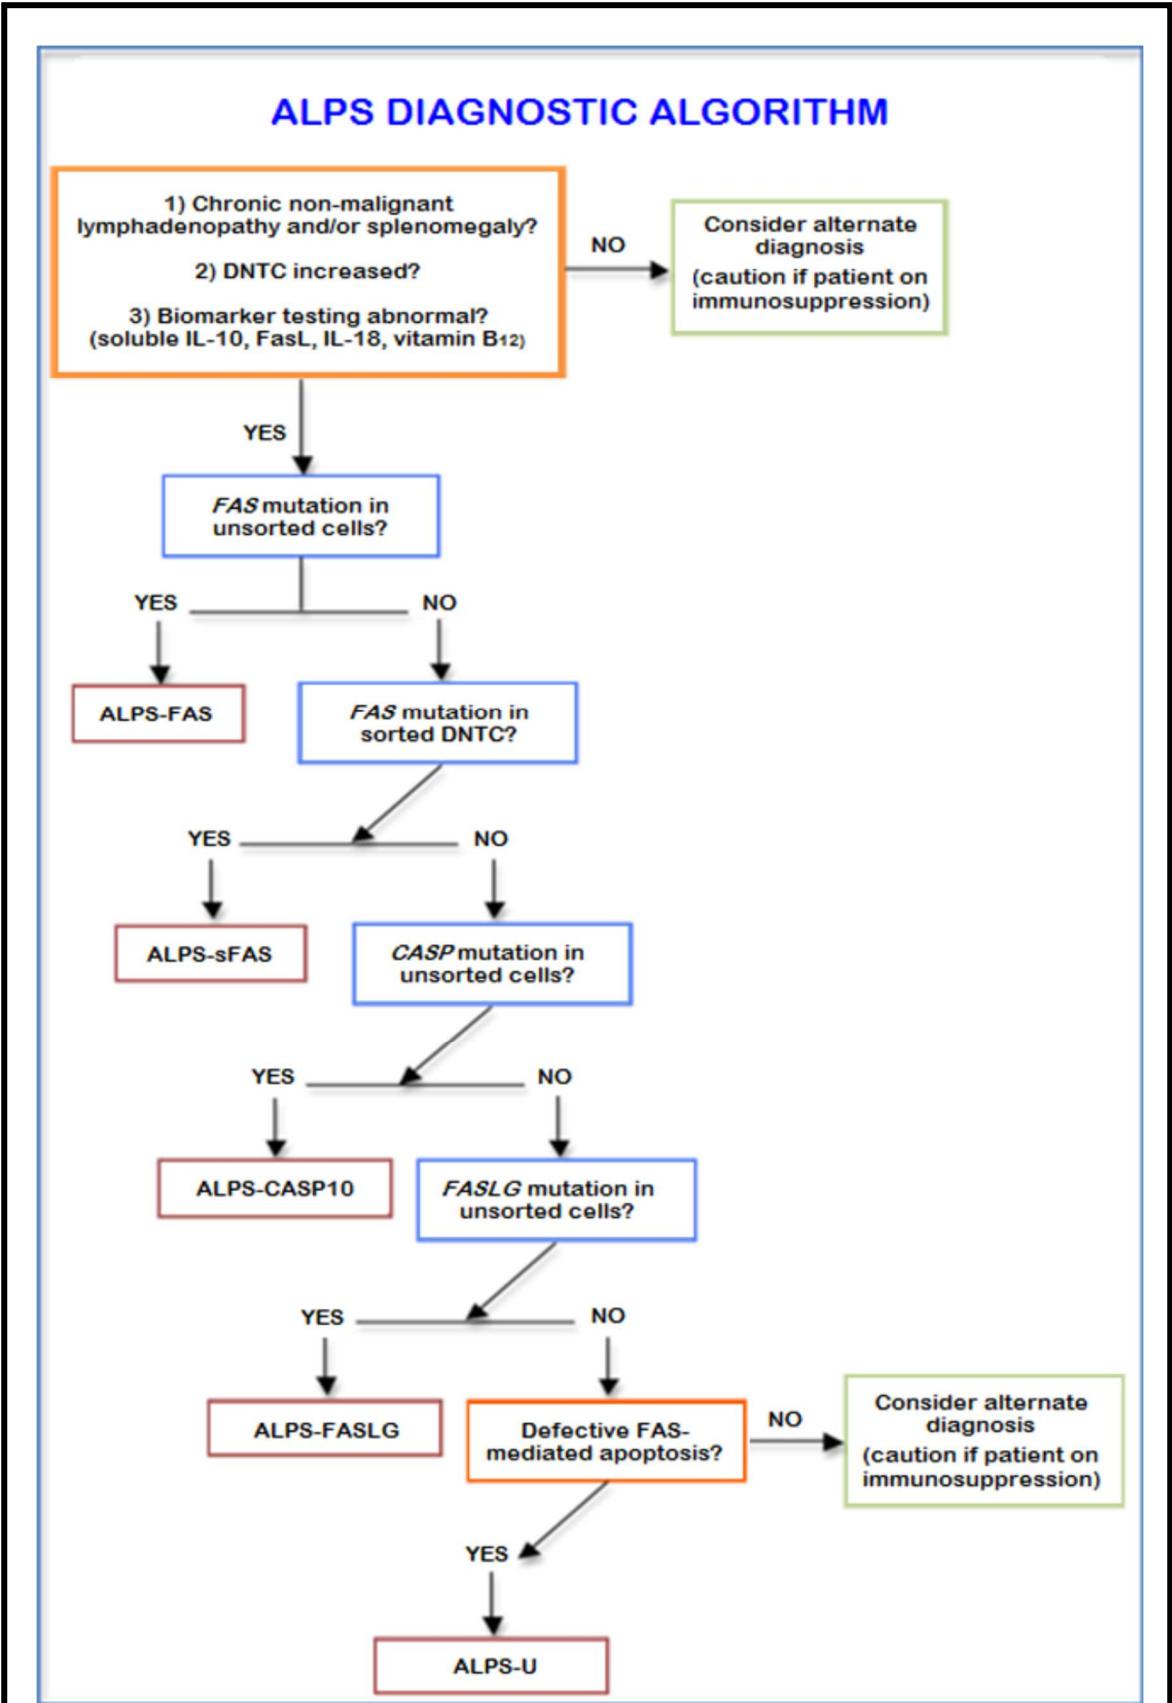 ALPS DIAGNOSTIC ALGORITHM
1) Chronic non-malignant
lymphadenopathy and/or splenomegaly?
2) DNTC increased?
3) Biomarker testing abnormal?
(soluble IL-10, FasL, IL-18, vitamin B12)
NO
Consider alternate
diagnosis
(caution if patient on
immunosuppression)
YES
FAS mutation in
unsorted cells?
YES
NO
ALPS-FAS
FAS mutation in
sorted DNTC?
YES
NO
ALPS-sFAS
CASP mutation in
unsorted cells?
YES
NO
ALPS-CASP10
FASLG mutation in
unsorted cells?
YES
NO
ALPS-FASLG
Defective FAS-
mediated apoptosis?
NO
Consider alternate
diagnosis
(caution if patient on
immunosuppression)
YES
ALPS-U